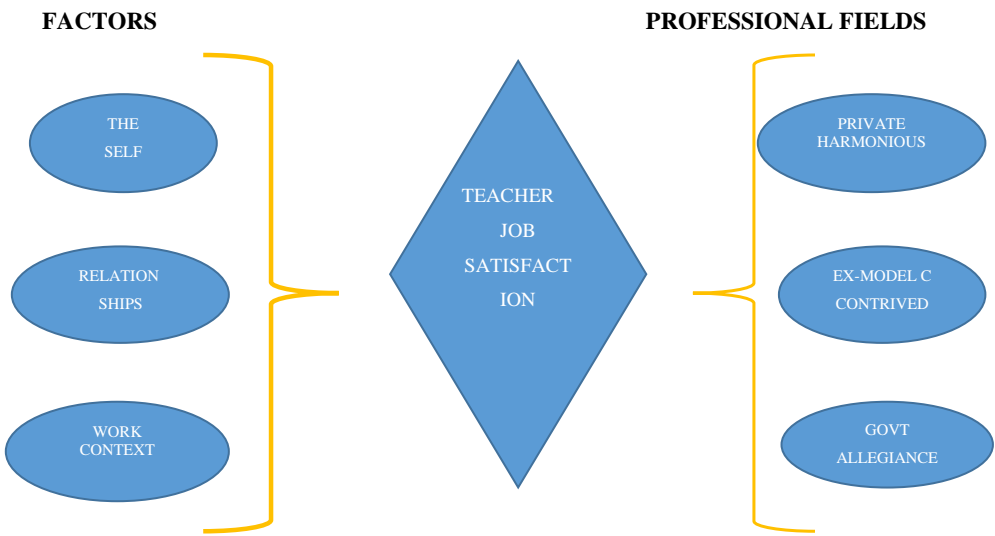 FACTORS
PROFESSIONAL FIELDS
THE
SELF
RELATION
SHIPS
WORK
CONTEXT
TEACHER
JOB
SATISFACT
ION
PRIVATE
HARMONIOUS
EX-MODEL C
CONTRIVED
GOVT
ALLEGIANCE